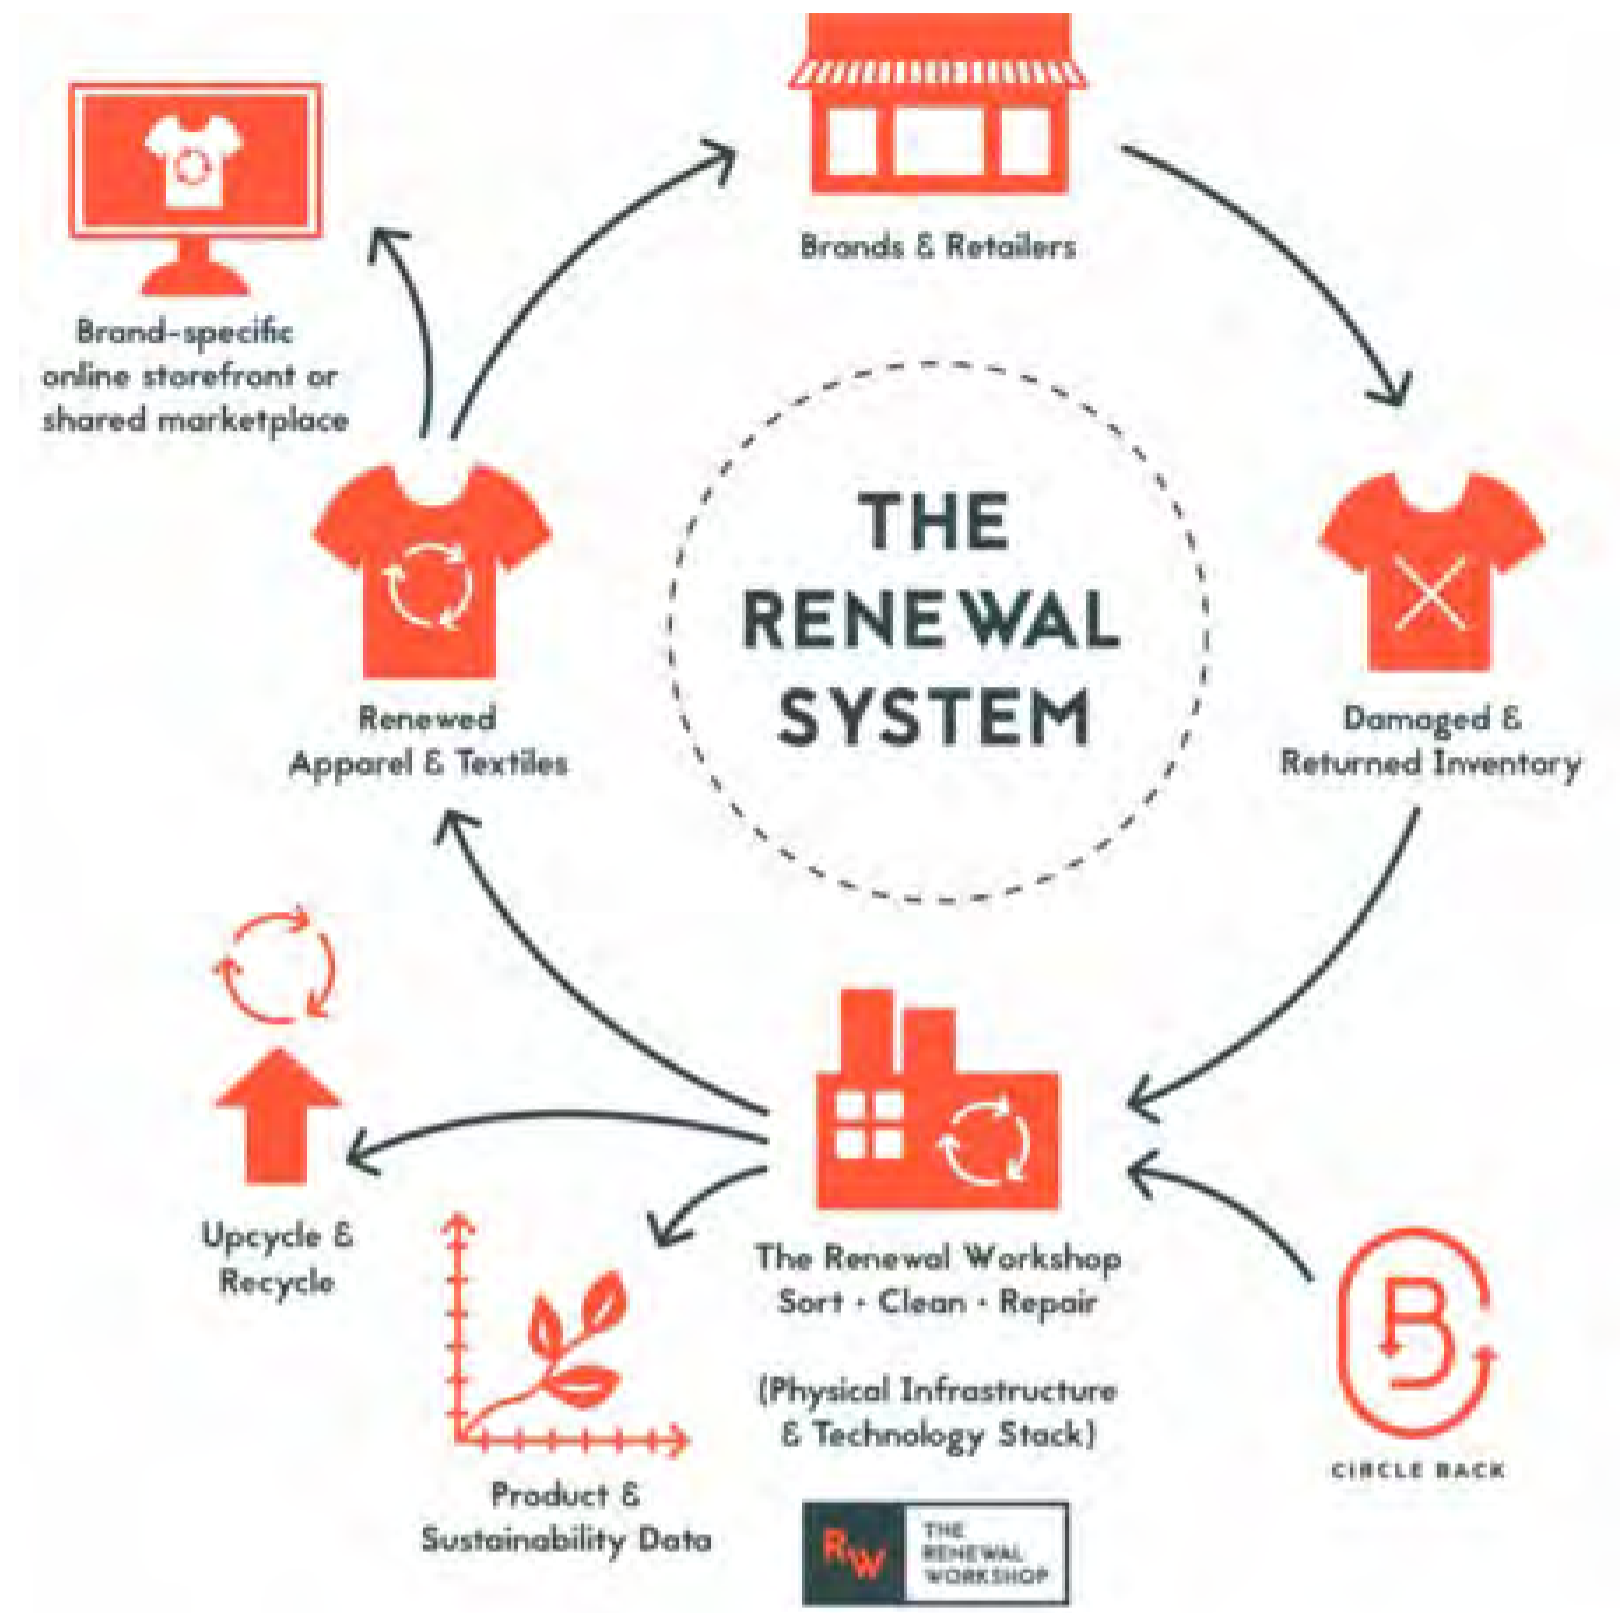 Brands & Retailers
Brand-specific
online storefront or
shared marketplace
THE
RENEWAL
SYSTEM
Renewed
Apparel & Textiles
Damaged &
Returned Inventory
Upcycle &
Recycle
The Renewal Workshop
Sort • Clean • Repair
(Physical Infrastructure
& Technology Stack)
B
CIRCLE BACK
Product &
Sustainability Data
RW
THE
RENEWAL
WORKSHOP